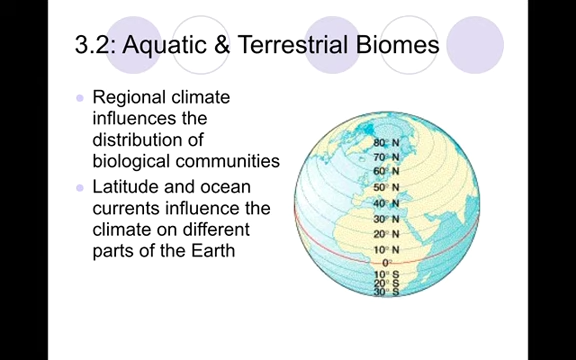 3.2: Aquatic & Terrestrial Biomes
Regional climate
influences the
distribution of
biological communities
Latitude and ocean
currents influence the
climate on different
parts of the Earth
80° N
70° N
60° N
50° N
40° N
30° N
20° N
10° N
0°
10° S
20° S
30° S